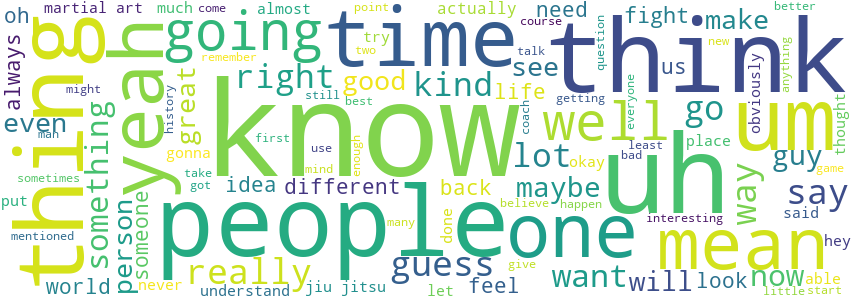 oh
martial art
much
come
almost
actually
need
point
course
better
always
thing
yeah
going
time
try
two
remember
talk
see
fight
make
question
us
think
new
anything
might
man
even
something
history
great
right
still
good
best
kind
life
getting
coach
everyone
go
obviously
um
thought
know
well
first
gonna
sometimes
take
got
use
mind
enough
lot
okay
least
bad
place
guy
game
put
mentioned
person
someone
idea
different
back
maybe
believe
happen
uh
way
say
said
interesting
people
many
done
one
mean
hey
world
never
really
understand
jiu jitsu
guess
let
give
feel
want
will
look
now
able
little
start